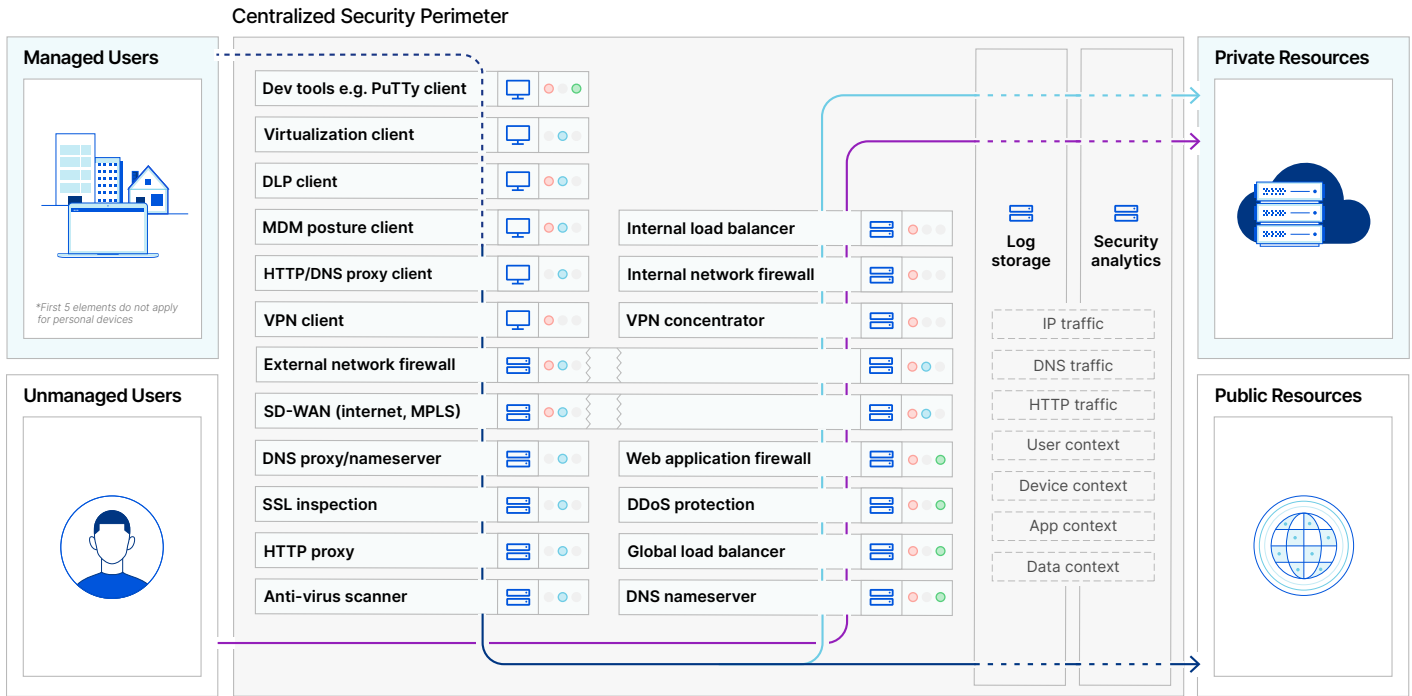 Centralized Security Perimeter
Managed Users
*First 5 elements do not apply
for personal devices
Unmanaged Users
Dev tools e.g. PuTTy client
Virtualization client
DLP client
MDM posture client
HTTP/DNS proxy client
VPN client
External network firewall
SD-WAN (internet, MPLS)
DNS proxy/nameserver
SSL inspection
HTTP proxy
Anti-virus scanner
Internal load balancer
Internal network firewall
VPN concentrator
Web application firewall
DDoS protection
Global load balancer
DNS nameserver
Log
storage
Security
analytics
IP traffic
DNS traffic
HTTP traffic
User context
Device context
App context
Data context
Private Resources
Public Resources